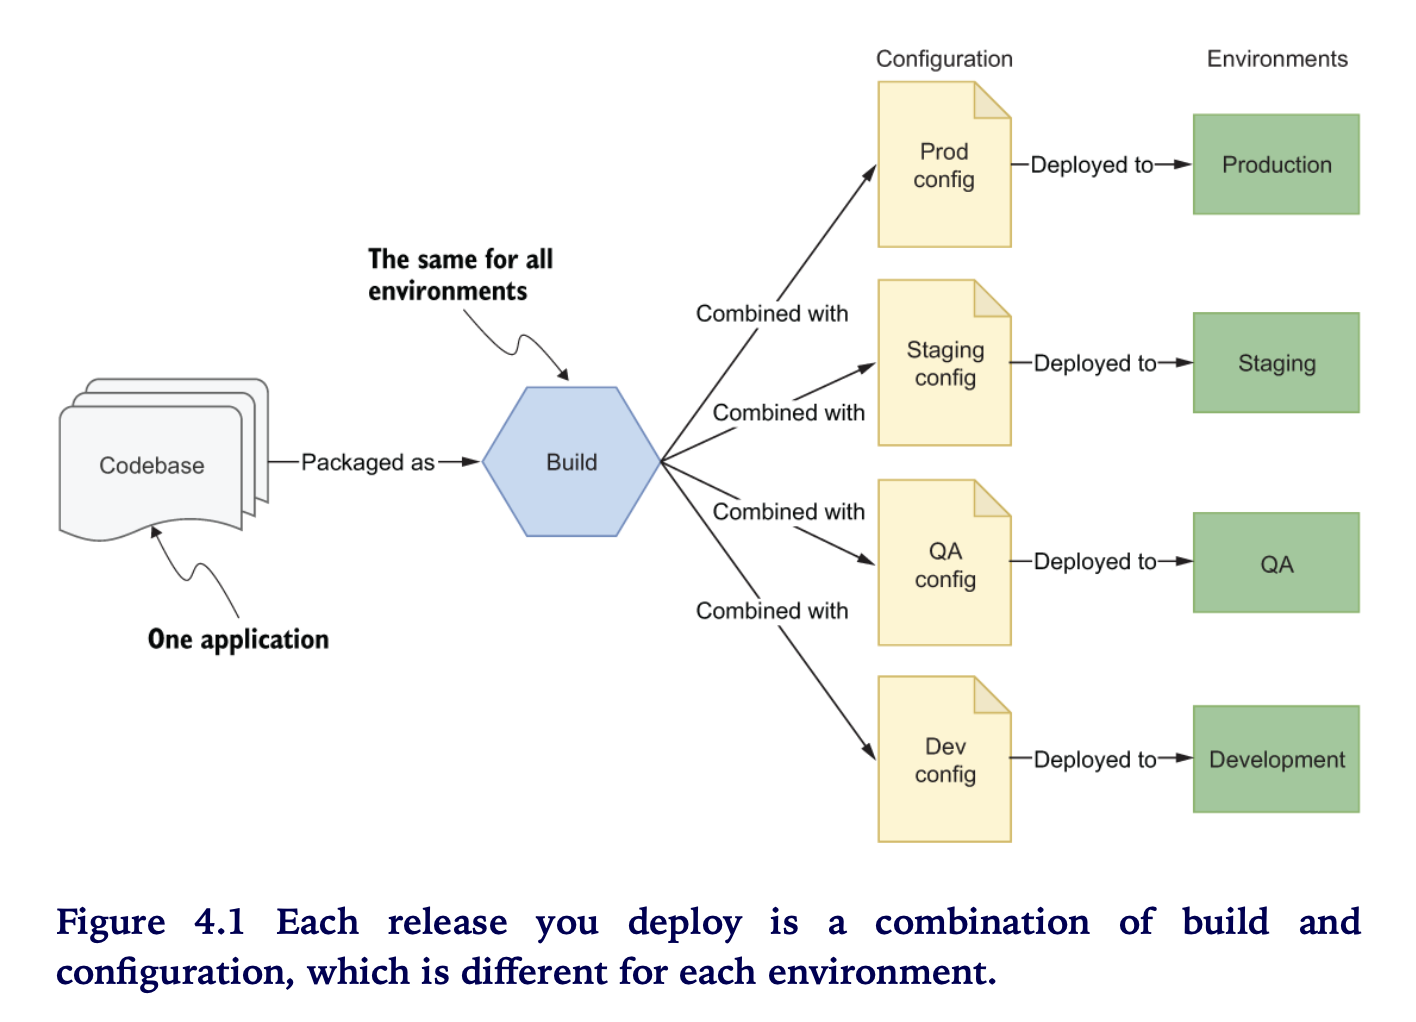 Configuration
Environments
Prod
config
Deployed to
Production
The same for all
environments
Combined with
Staging
config
Deployed to
Staging
Combined with
Codebase
Packaged as
Build
Combined with
QA
config
Deployed to
QA
Combined with
One application
Dev
config
Deployed to
Development
Figure 4.1 Each release you deploy is a combination of build and
configuration, which is different for each environment.